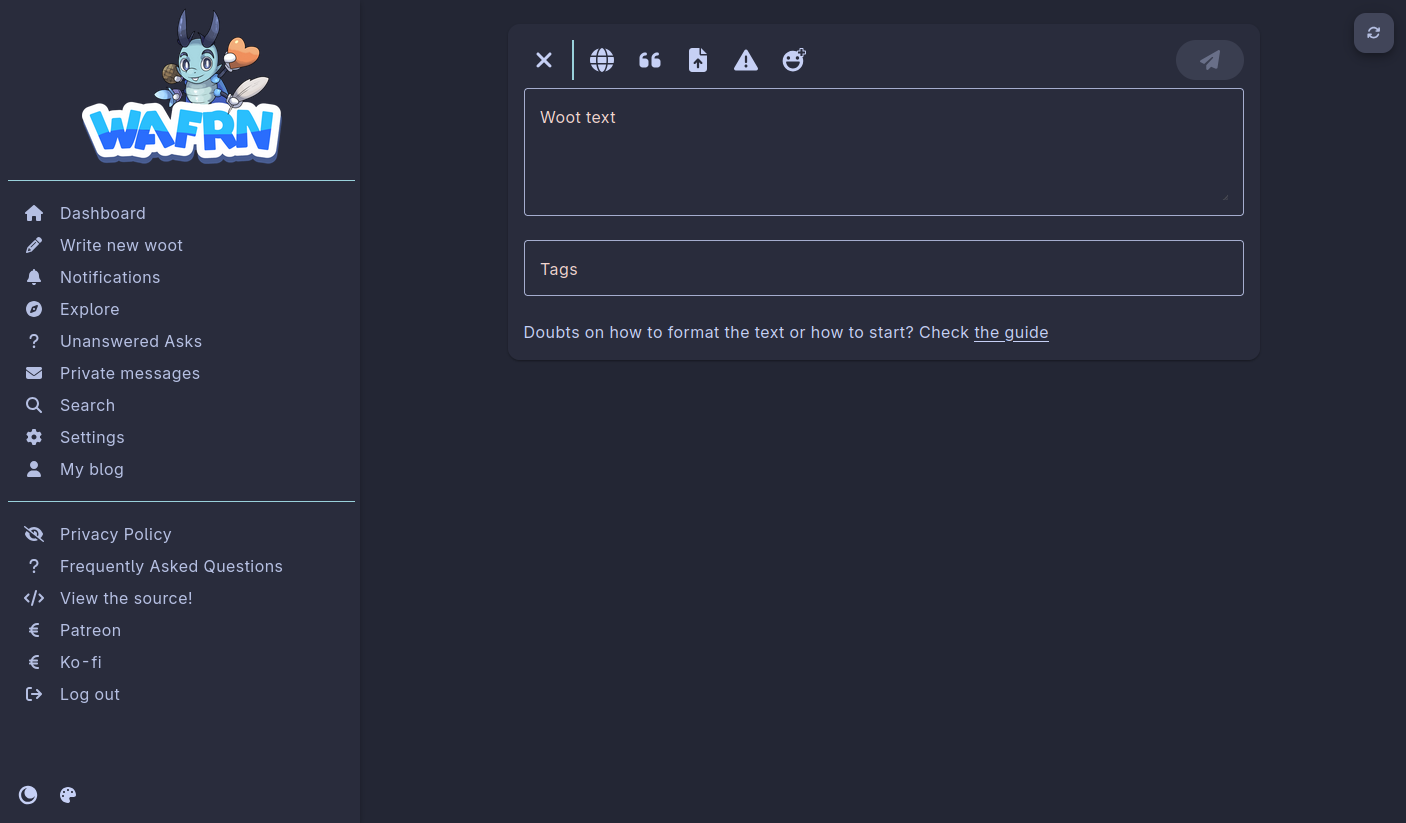 WAFRN
Dashboard
Write new woot
Notifications
Explore
Unanswered Asks
Private messages
Search
Settings
My blog
Privacy Policy
Frequently Asked Questions
View the source!
Patreon
Ko-fi
Log out
Woot text
Tags
Doubts on how to format the text or how to start? Check the guide